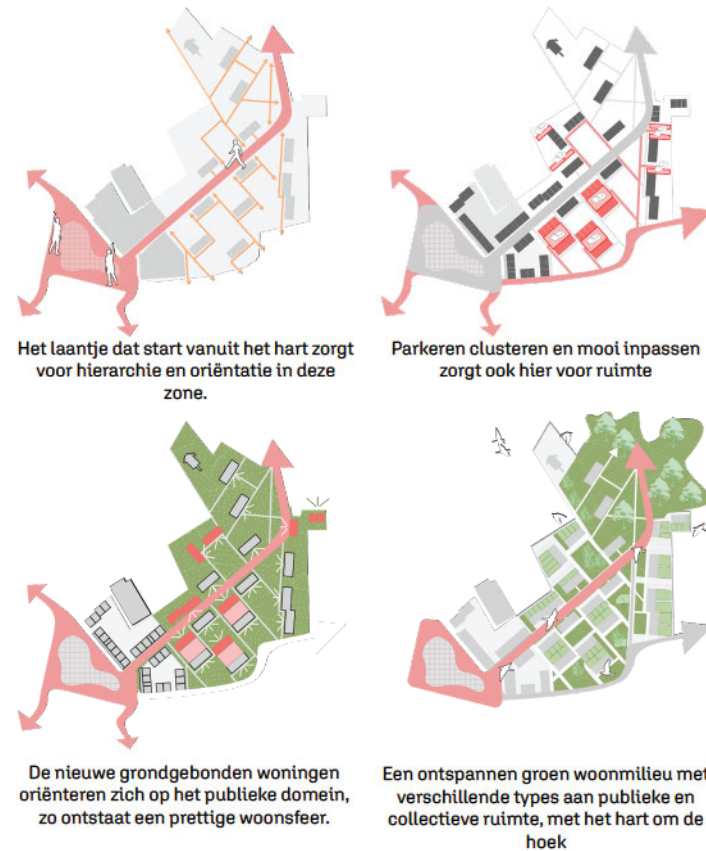 Het laantje dat start vanuit het hart zorgt
voor hierarchie en oriëntatie in deze
zone.
Parkeren clusteren en mooi inpassen
zorgt ook hier voor ruimte
De nieuwe grondgebonden woningen
oriënteren zich op het publieke domein,
zo ontstaat een prettige woonsfeer.
Een ontspannen groen woonmilieu met
verschillende types aan publieke en
collectieve ruimte, met het hart om de
hoek